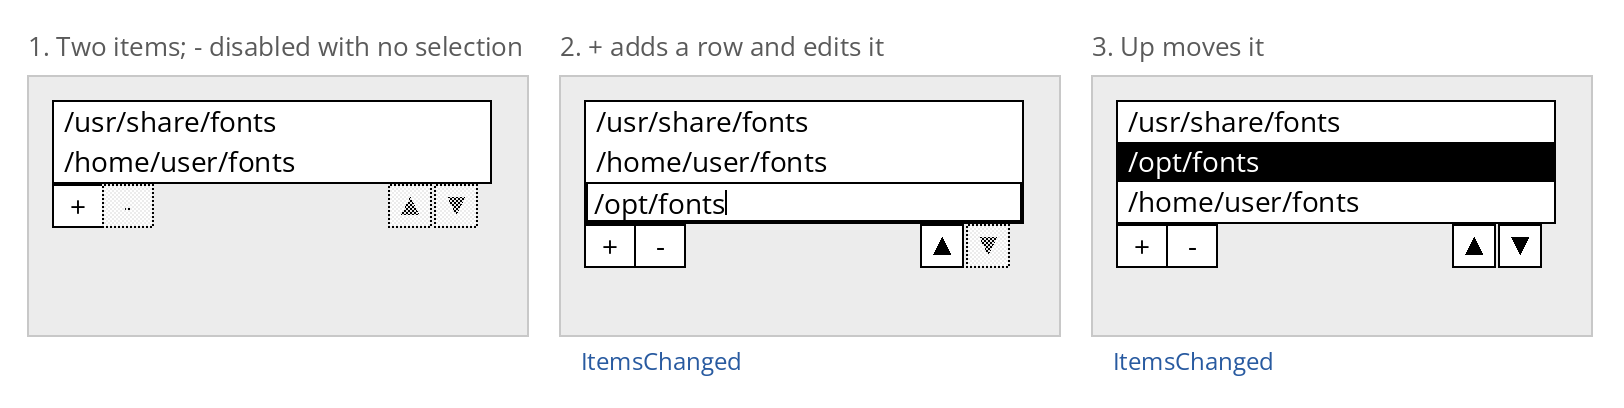 1. Two items; - disabled with no selection
/usr/share/fonts
/home/user/fonts
+
2. + adds a row and edits it
/usr/share/fonts
/home/user/fonts
/opt/fonts
+ - ▲ ▼
ItemsChanged
3. Up moves it
/usr/share/fonts
/opt/fonts
/home/user/fonts
+ - ▲ ▼
ItemsChanged